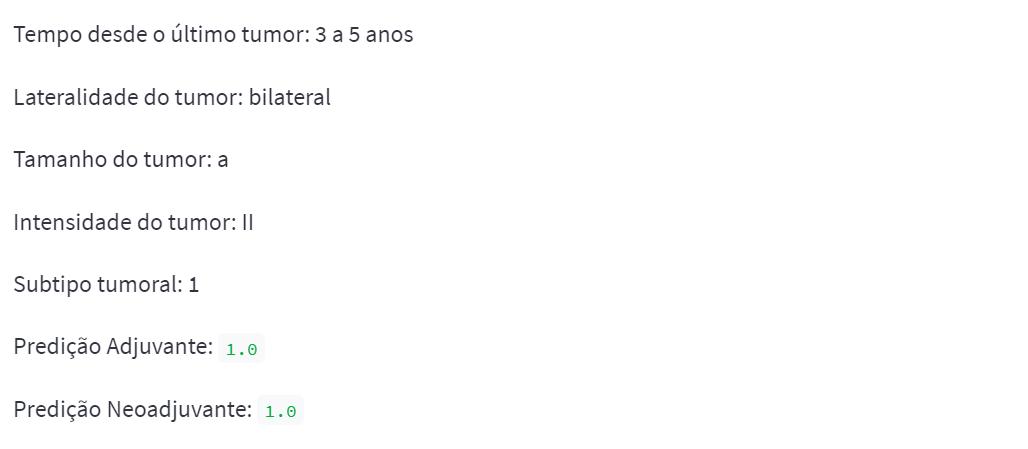 Tempo desde o último tumor: 3 a 5 anos
Lateralidade do tumor: bilateral
Tamanho do tumor: a
Intensidade do tumor: II
Subtipo tumoral: 1
Predição Adjuvante: 1.0
Predição Neoadjuvante: 1.0